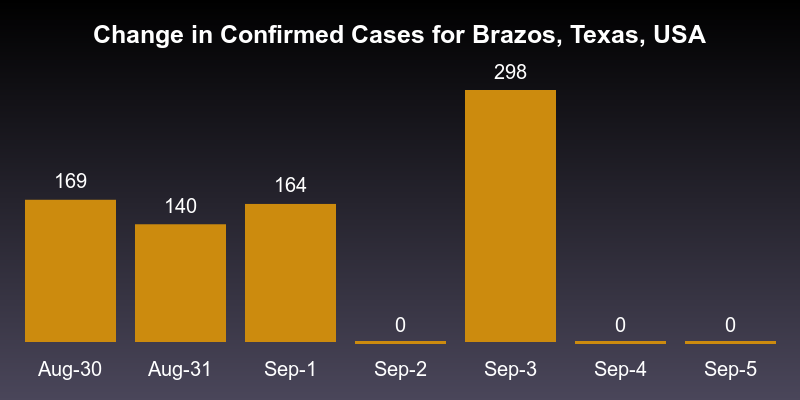 Change in Confirmed Cases for Brazos, Texas, USA
298
169
164
140
0
0
0
Aug-30
Aug-31
Sep-1
Sep-2
Sep-3
Sep-4
Sep-5